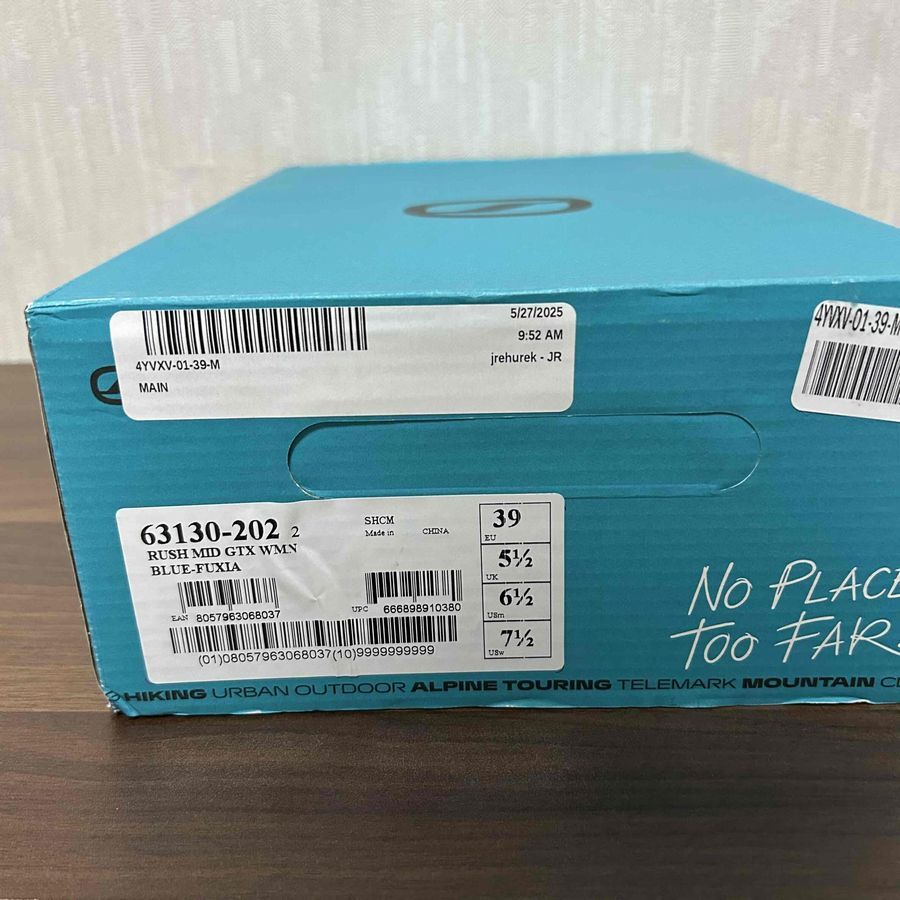 4YVXV-01-39-M
MAIN
5/27/2025
9:52 AM
jrehurek - JR
4YVXV-01-39-M
63130-202 2
RUSH MID GTX WMN
BLUE-FUXIA
SHCM
Made in CHINA
EAN 8057963068037
UPC 666898910380
(01)08057963068037(10)9999999999
39
EU
5½
UK
6½
USm
7½
USw
NO PLACE
TOO FAR.
HIKING URBAN OUTDOOR ALPINE TOURING TELEMARK MOUNTAIN